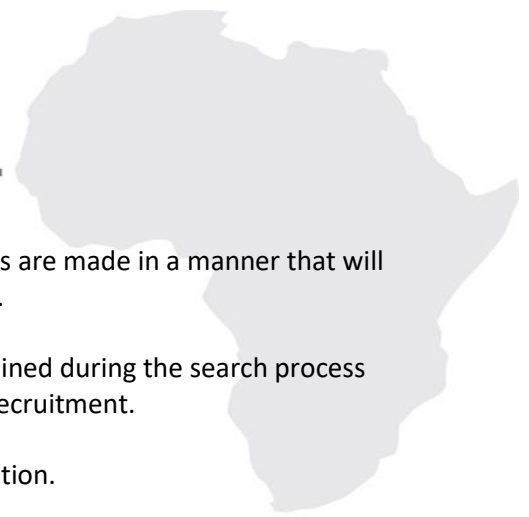 s are made in a manner that will
.
ined during the search process
ecruitment.
tion.